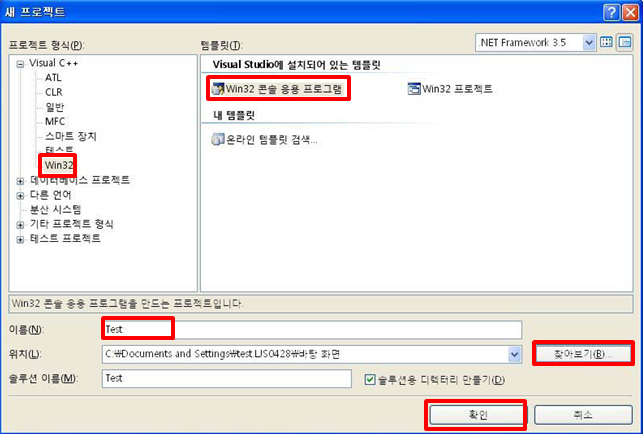 새 프로젝트
프로젝트 형식(P):
템플릿(T):
.NET Framework 3.5
Visual C++
ATL
CLR
일반
MFC
스마트 장치
테스트
Win32
데이터베이스 프로젝트
다른 언어
분산 시스템
기타 프로젝트 형식
테스트 프로젝트
Visual Studio에 설치되어 있는 템플릿
Win32 콘솔 응용 프로그램
Win32 프로젝트
내 템플릿
온라인 템플릿 검색...
Win32 콘솔 응용 프로그램을 만드는 프로젝트입니다.
이름(N):
Test
위치(L):
C:₩Documents and Settings₩test.LJS0428₩바탕 화면
찾아보기(B)...
솔루션 이름(M):
Test
솔루션용 디렉터리 만들기(D)
확인
취소